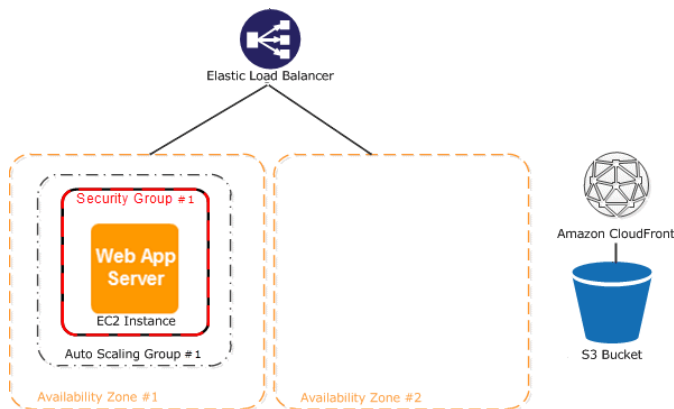 Elastic Load Balancer
Security Group #1
Web App
Server
EC2 Instance
Auto Scaling Group #1
Availability Zone #1
Availability Zone #2
Amazon CloudFront
S3 Bucket